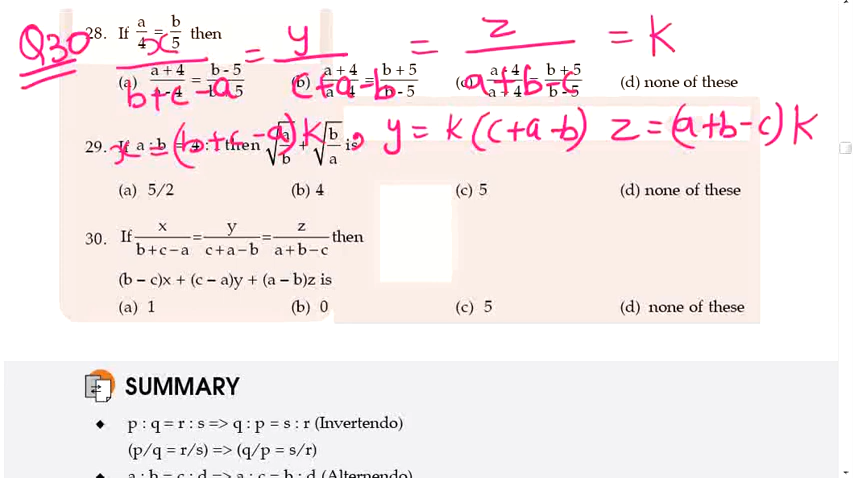 28. If a/4 = b/5 then
Q30 x/(b+c-a) = y/(c+a-b) = z/(a+b-c) = K
(a) a + 4 / - 4 = b - 5 / 5 (b) a + 4 / a 4 = b + 5 / b - 5 (c) a 4 / a + 4 = b + 5 / b - 5 (d) none of these
x = (b+c-a)K, y = K(c+a-b) z = (a+b-c)K
29. If a : b = 4 : 1 then √a/b + √b/a is
(a) 5/2 (b) 4 (c) 5 (d) none of these
30. If x/(b+c–a) = y/(c+a–b) = z/(a+b–c) then
(b – c)x + (c – a)y + (a – b)z is
(a) 1 (b) 0 (c) 5 (d) none of these
SUMMARY
◆ p : q = r : s => q : p = s : r (Invertendo)
(p/q = r/s) => (q/p = s/r)
◆ a : b = c : d => a : c = b : d (Alternendo)